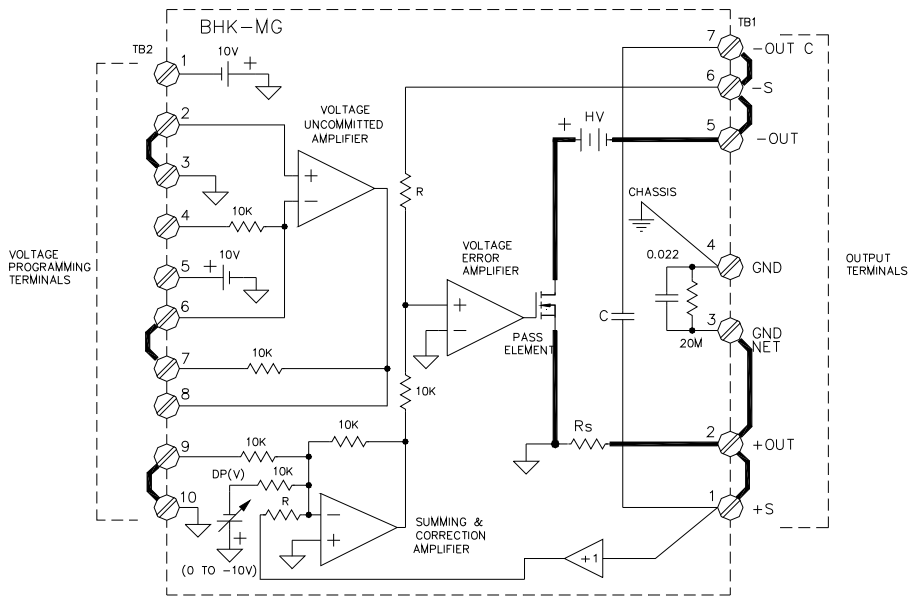 BHK-MG
TB1
TB2
7
-OUT C
OUTPUT
TERMINALS
6
-S
5
-OUT
4
GND
3
GND
NET
2
+OUT
1
+S
1
10V
+
2
3
4
10K
5
+
10V
6
7
10K
8
9
10K
10
VOLTAGE
PROGRAMMING
TERMINALS
VOLTAGE
UNCOMMITTED
AMPLIFIER
+
-
R
VOLTAGE
ERROR
AMPLIFIER
+
-
10K
+
HV
PASS
ELEMENT
CHASSIS
0.022
20M
C
Rs
10K
10K
DP(V)
R
+
(0 TO -10V)
-
+
SUMMING &
CORRECTION
AMPLIFIER
+1